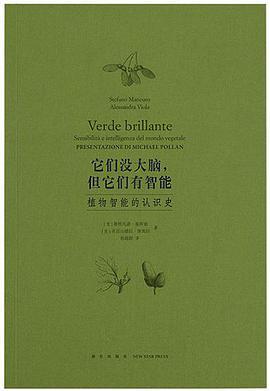 Stefano Mancuso
Alessandra Viola
Verde brillante
Sensibilità e intelligenza del mondo vegetale
PRESENTAZIONE DI MICHAEL POLLAN
它们没大脑，
但它们有智能
植物智能的认识史
著
译
新星出版社 NEW STAR PRESS